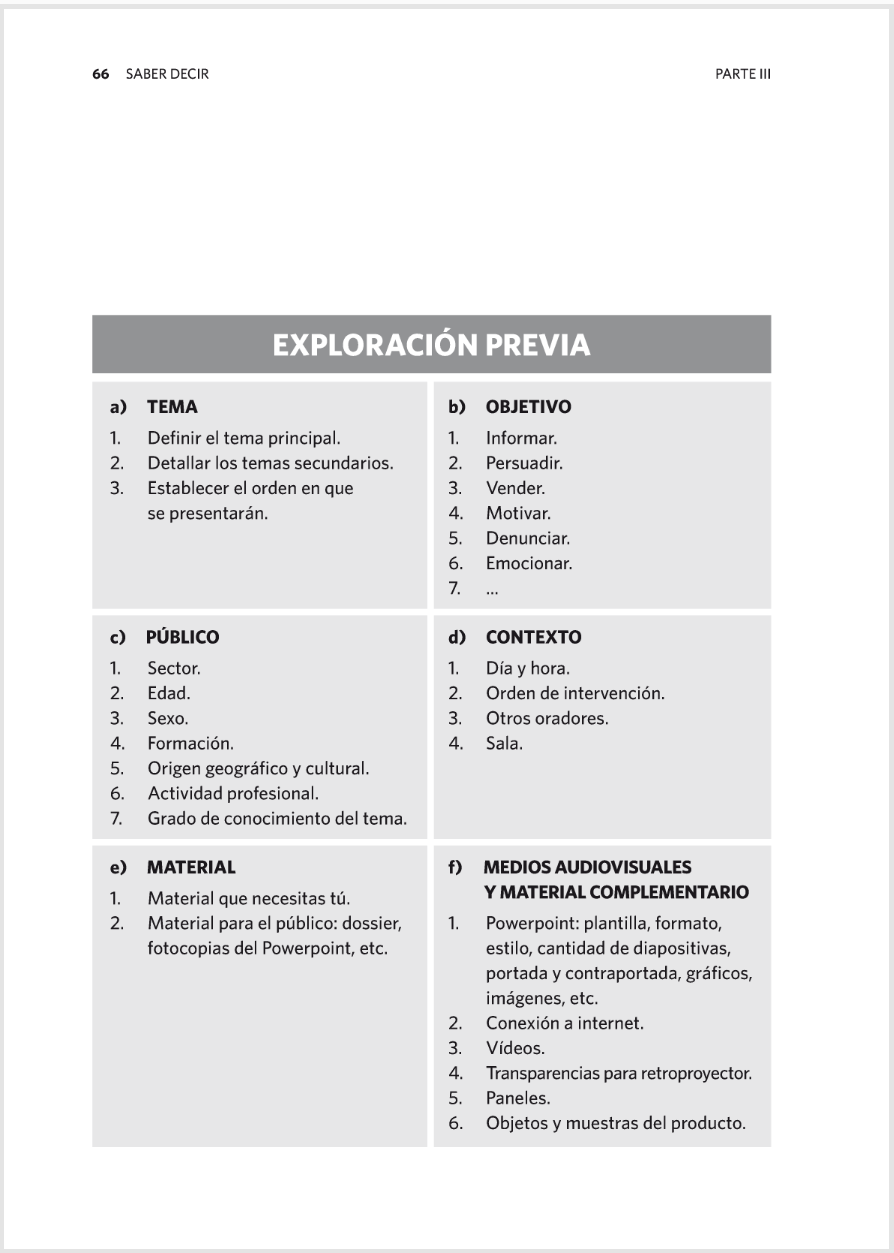 66 SABER DECIR
PARTE III
EXPLORACIÓN PREVIA
a) TEMA
1. Definir el tema principal.
2. Detallar los temas secundarios.
3. Establecer el orden en que
se presentarán.
b) OBJETIVO
1. Informar.
2. Persuadir.
3. Vender.
4. Motivar.
5. Denunciar.
6. Emocionar.
7. ...
c) PÚBLICO
1. Sector.
2. Edad.
3. Sexo.
4. Formación.
5. Origen geográfico y cultural.
6. Actividad profesional.
7. Grado de conocimiento del tema.
d) CONTEXTO
1. Día y hora.
2. Orden de intervención.
3. Otros oradores.
4. Sala.
e) MATERIAL
1. Material que necesitas tú.
2. Material para el público: dossier,
fotocopias del Powerpoint, etc.
f) MEDIOS AUDIOVISUALES
Y MATERIAL COMPLEMENTARIO
1. Powerpoint: plantilla, formato,
estilo, cantidad de diapositivas,
portada y contraportada, gráficos,
imágenes, etc.
2. Conexión a internet.
3. Vídeos.
4. Transparencias para retroproyector.
5. Paneles.
6. Objetos y muestras del producto.